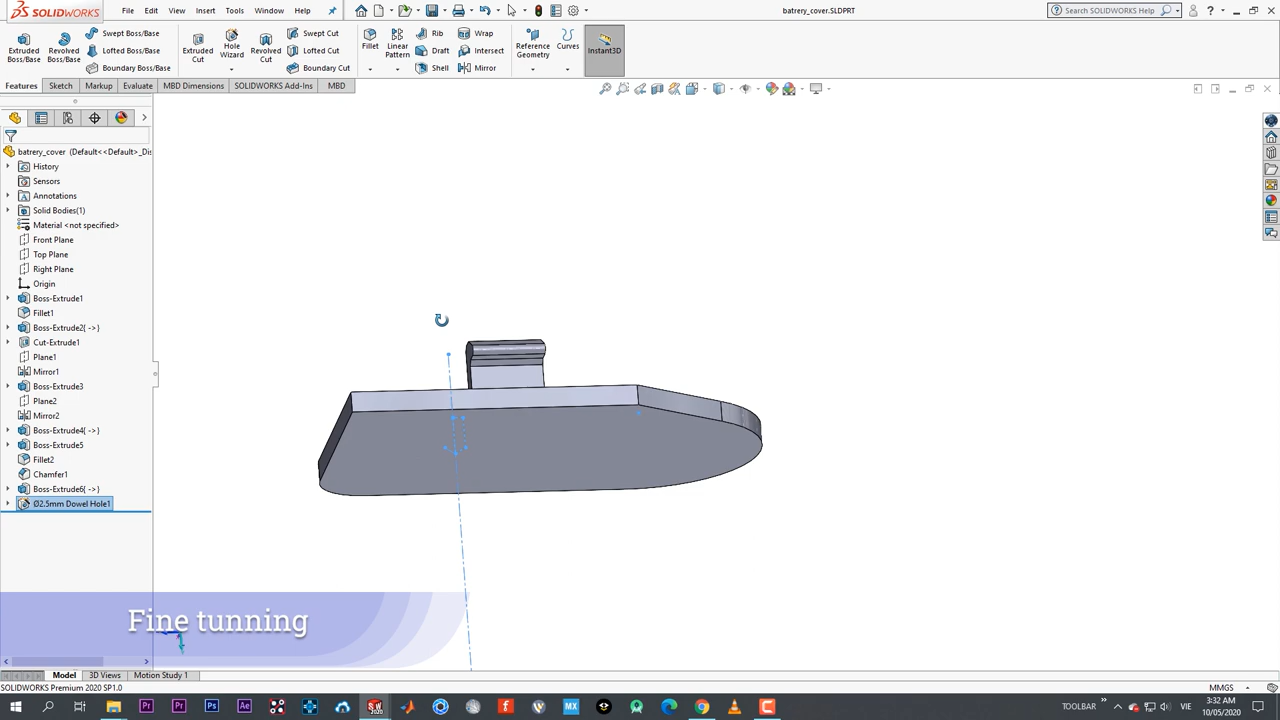 SOLIDWORKS File Edit View Insert Tools Window Help batrery_cover.SLDPRT Search SOLIDWORKS Help
Extruded Boss/Base
Revolved Boss/Base
Swept Boss/Base
Lofted Boss/Base
Boundary Boss/Base
Extruded Cut
Hole Wizard
Revolved Cut
Swept Cut
Lofted Cut
Boundary Cut
Fillet
Linear Pattern
Rib
Draft
Shell
Wrap
Intersect
Mirror
Reference Geometry
Curves
Instant3D
Features Sketch Markup Evaluate MBD Dimensions SOLIDWORKS Add-Ins MBD
batrery_cover (Default<<Default>_Dis
History
Sensors
Annotations
Solid Bodies(1)
Material <not specified>
Front Plane
Top Plane
Right Plane
Origin
Boss-Extrude1
Fillet1
Boss-Extrude2{ -> }
Cut-Extrude1
Plane1
Mirror1
Boss-Extrude3
Plane2
Mirror2
Boss-Extrude4{ -> }
Boss-Extrude5
Fillet2
Chamfer1
Boss-Extrude6{ -> }
Ø2.5mm Dowel Hole1
Fine tunning
Model 3D Views Motion Study 1
SOLIDWORKS Premium 2020 SP1.0 MMGS
TOOLBAR VIE 3:32 AM 10/05/2020